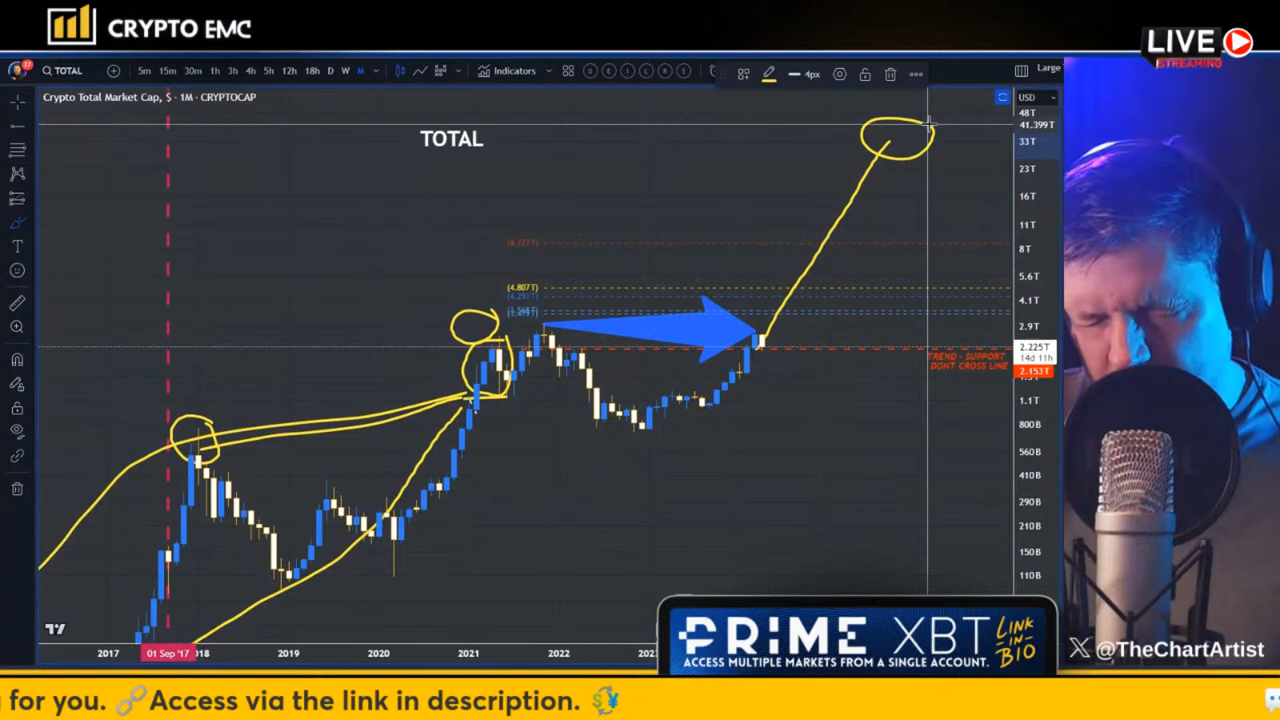 CRYPTO EMC
LIVE
STREAMING
TOTAL
5m 15m 30m 1h 3h 4h 5h 12h 18h D W M
Indicators
D E I L R S
4px
Large
Crypto Total Market Cap, $ · 1M · CRYPTOCAP
USD
TOTAL
48T
41.399T
33T
23T
16T
11T
8T
5.6T
4.1T
2.9T
2.225T
14d 11h
2.153T
1.1T
800B
560B
410B
290B
210B
150B
110B
(4.807T)
TREND - SUPPORT
DONT CROSS LINE
2017
01 Sep '17
018
2019
2020
2021
2022
PRIME XBT
LINK
-IN-
BIO
ACCESS MULTIPLE MARKETS FROM A SINGLE ACCOUNT.
@TheChartArtist
for you. 🔗Access via the link in description. 💱